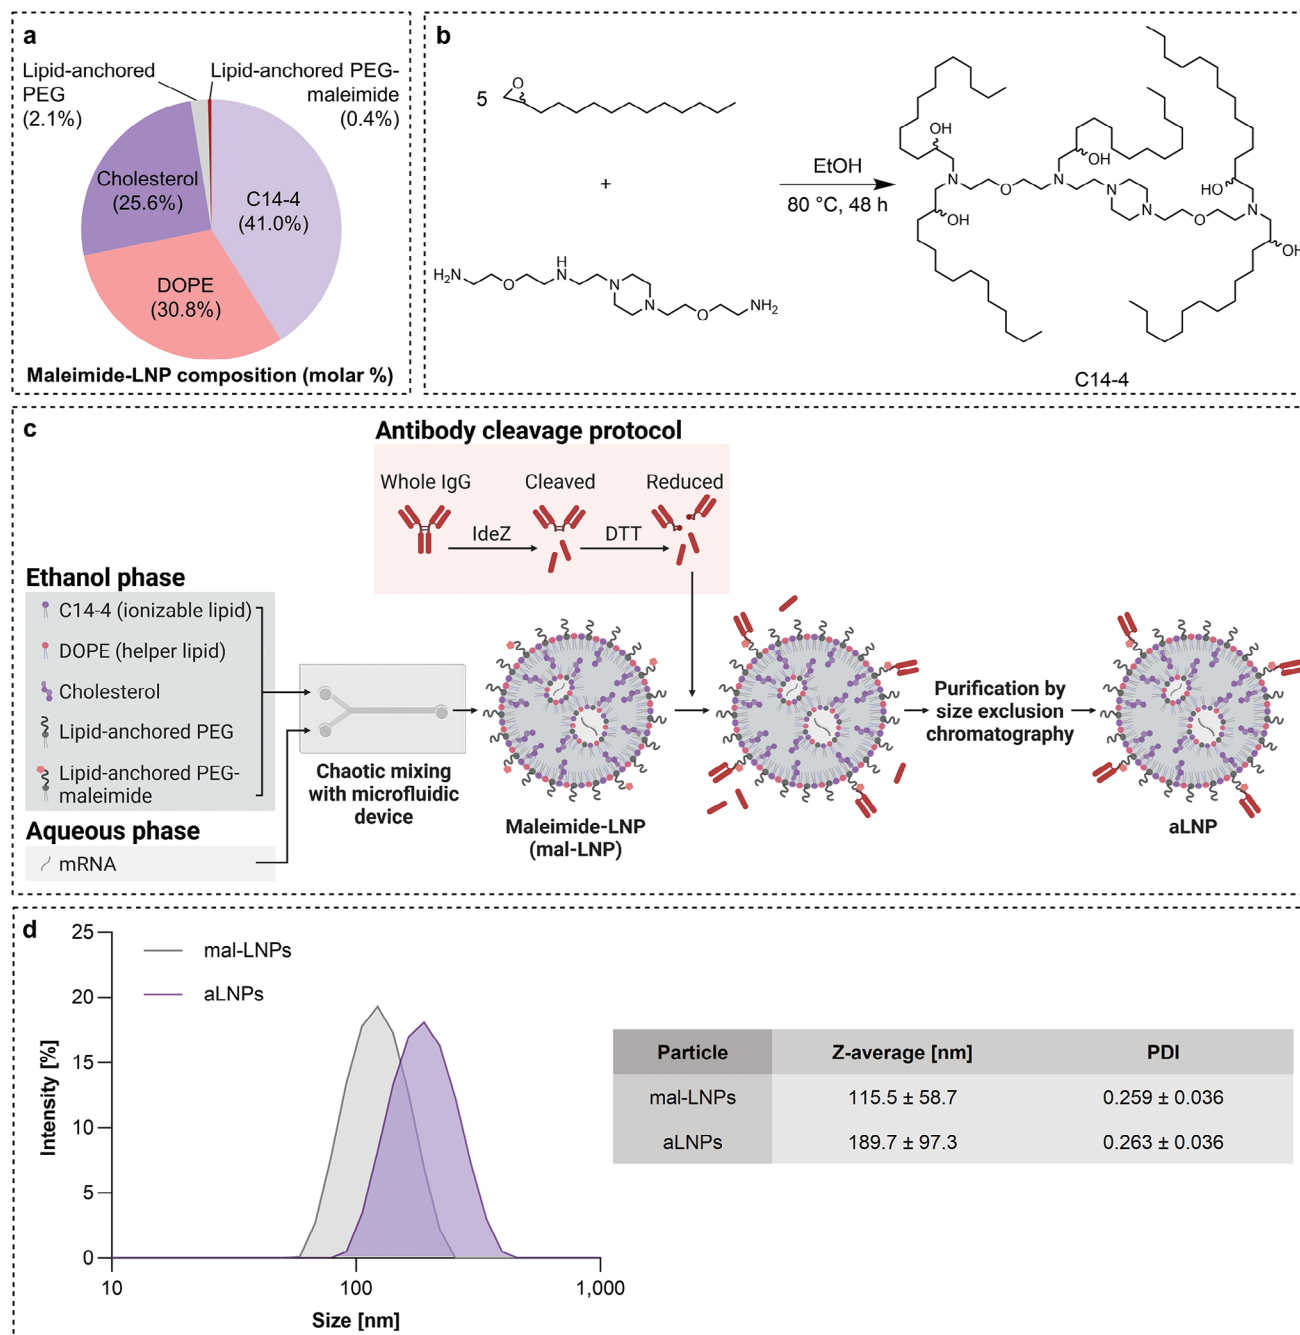 a
Lipid-anchored
PEG
(2.1%)
Lipid-anchored PEG-
maleimide
(0.4%)
Cholesterol
(25.6%)
C14-4
(41.0%)
DOPE
(30.8%)
Maleimide-LNP composition (molar %)
b
5
O
+
H₂N
O
H
N
N
N
O
NH₂
EtOH
80 °C, 48 h
OH
OH
N
O
N
N
N
O
N
HO
OH
OH
C14-4
c
Antibody cleavage protocol
Whole IgG
Cleaved
Reduced
IdeZ
DTT
Ethanol phase
C14-4 (ionizable lipid)
DOPE (helper lipid)
Cholesterol
Lipid-anchored PEG
Lipid-anchored PEG-
maleimide
Aqueous phase
mRNA
Chaotic mixing
with microfluidic
device
Maleimide-LNP
(mal-LNP)
Purification by
size exclusion
chromatography
aLNP
d
25
20
15
10
5
0
Intensity [%]
mal-LNPs
aLNPs
10
100
1,000
Size [nm]
Particle Z-average [nm] PDI
mal-LNPs 115.5 ± 58.7 0.259 ± 0.036
aLNPs 189.7 ± 97.3 0.263 ± 0.036